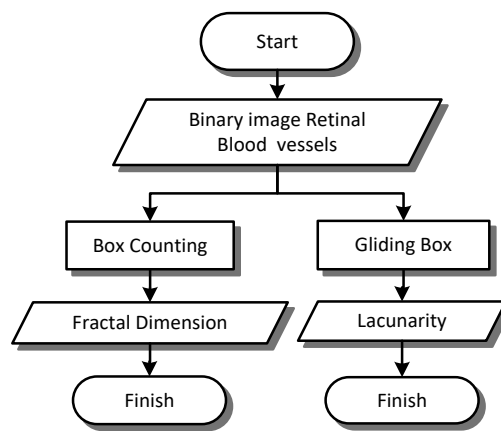 Start
Binary image Retinal
Blood vessels
Box Counting
Gliding Box
Fractal Dimension
Lacunarity
Finish
Finish